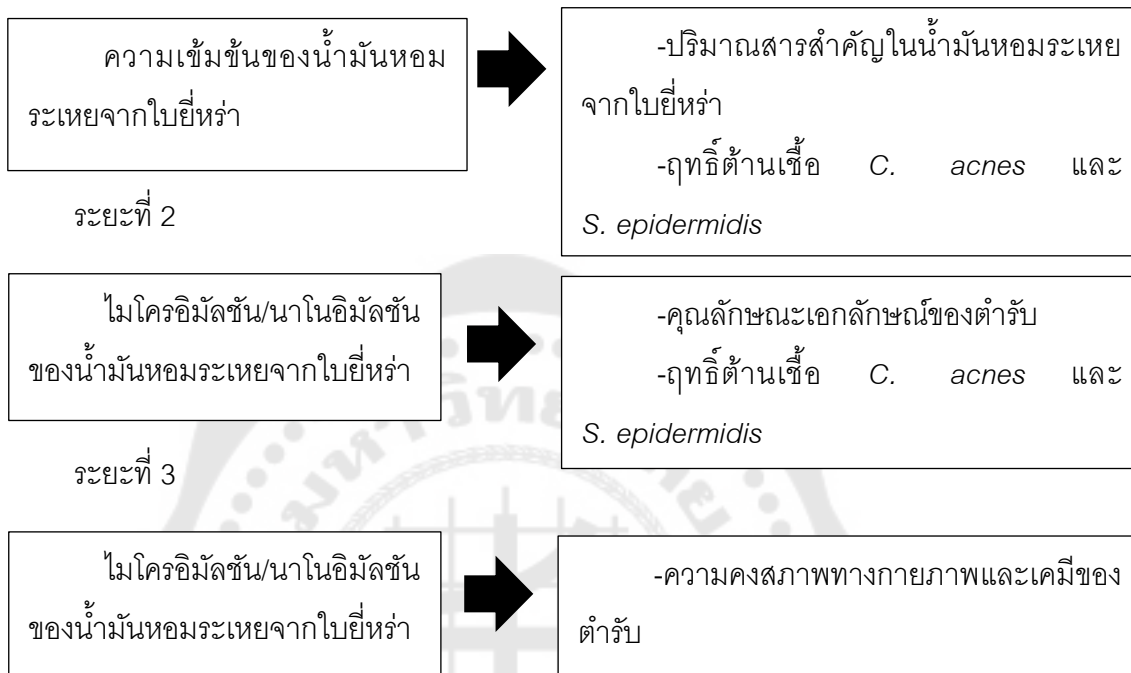 ความเข้มข้นของน้ำมันหอม
ระเหยจากใบยี่หร่า
-ปริมาณสารสำคัญในน้ำมันหอมระเหย
จากใบยี่หร่า
-ฤทธิ์ต้านเชื้อ C. acnes และ
S. epidermidis
ระยะที่ 2
ไมโครอิมัลชัน/นาโนอิมัลชัน
ของน้ำมันหอมระเหยจากใบยี่หร่า
-คุณลักษณะเอกลักษณ์ของตำรับ
-ฤทธิ์ต้านเชื้อ C. acnes และ
S. epidermidis
ระยะที่ 3
ไมโครอิมัลชัน/นาโนอิมัลชัน
ของน้ำมันหอมระเหยจากใบยี่หร่า
-ความคงสภาพทางกายภาพและเคมีของ
ตำรับ